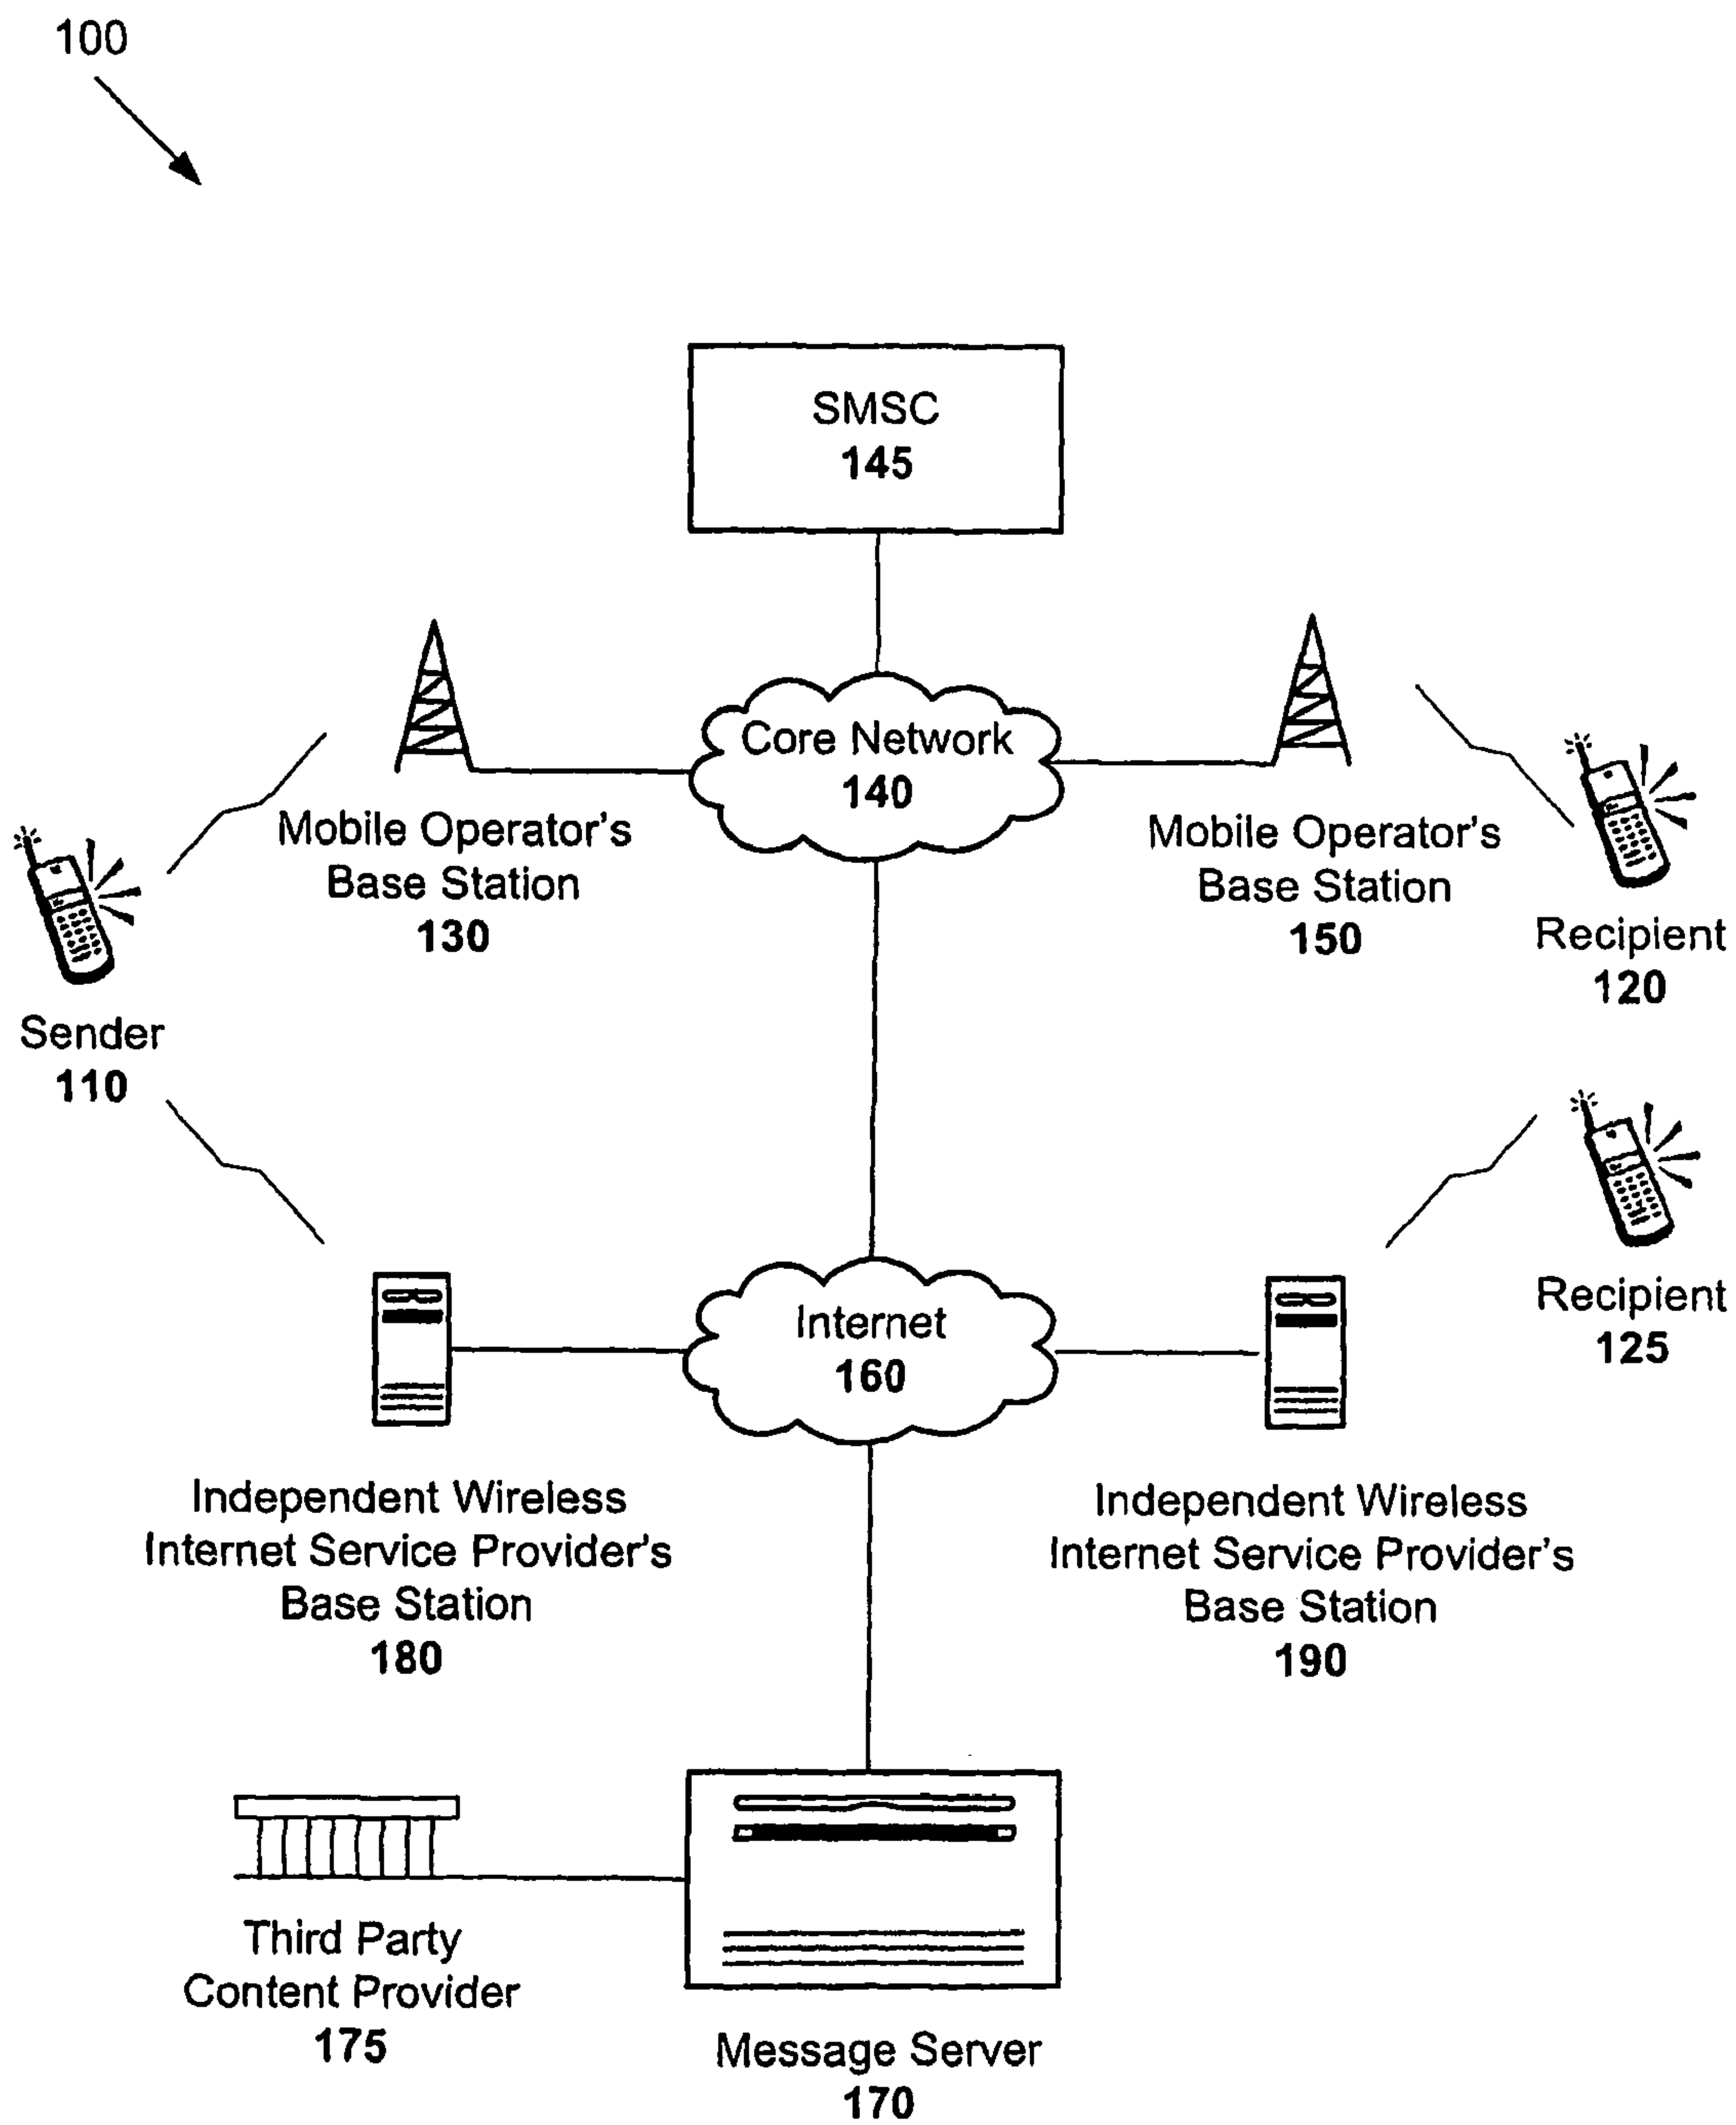 100
SMSC
145
Core Network
140
Mobile Operator's
Base Station
130
Mobile Operator's
Base Station
150
Recipient
120
Sender
110
Recipient
125
Internet
160
Independent Wireless
Internet Service Provider's
Base Station
180
Independent Wireless
Internet Service Provider's
Base Station
190
Third Party
Content Provider
175
Message Server
170